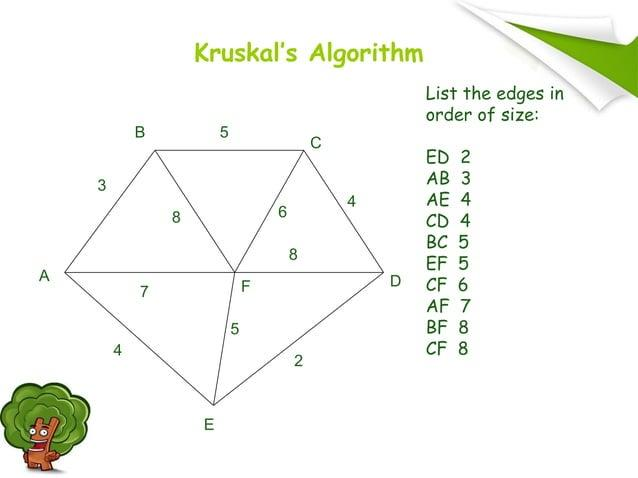 Kruskal's Algorithm
List the edges in
order of size:
ED 2
AB 3
AE 4
CD 4
BC 5
EF 5
CF 6
AF 7
BF 8
CF 8
B
5
C
3
8
6
4
8
A
7
F
D
5
4
2
E